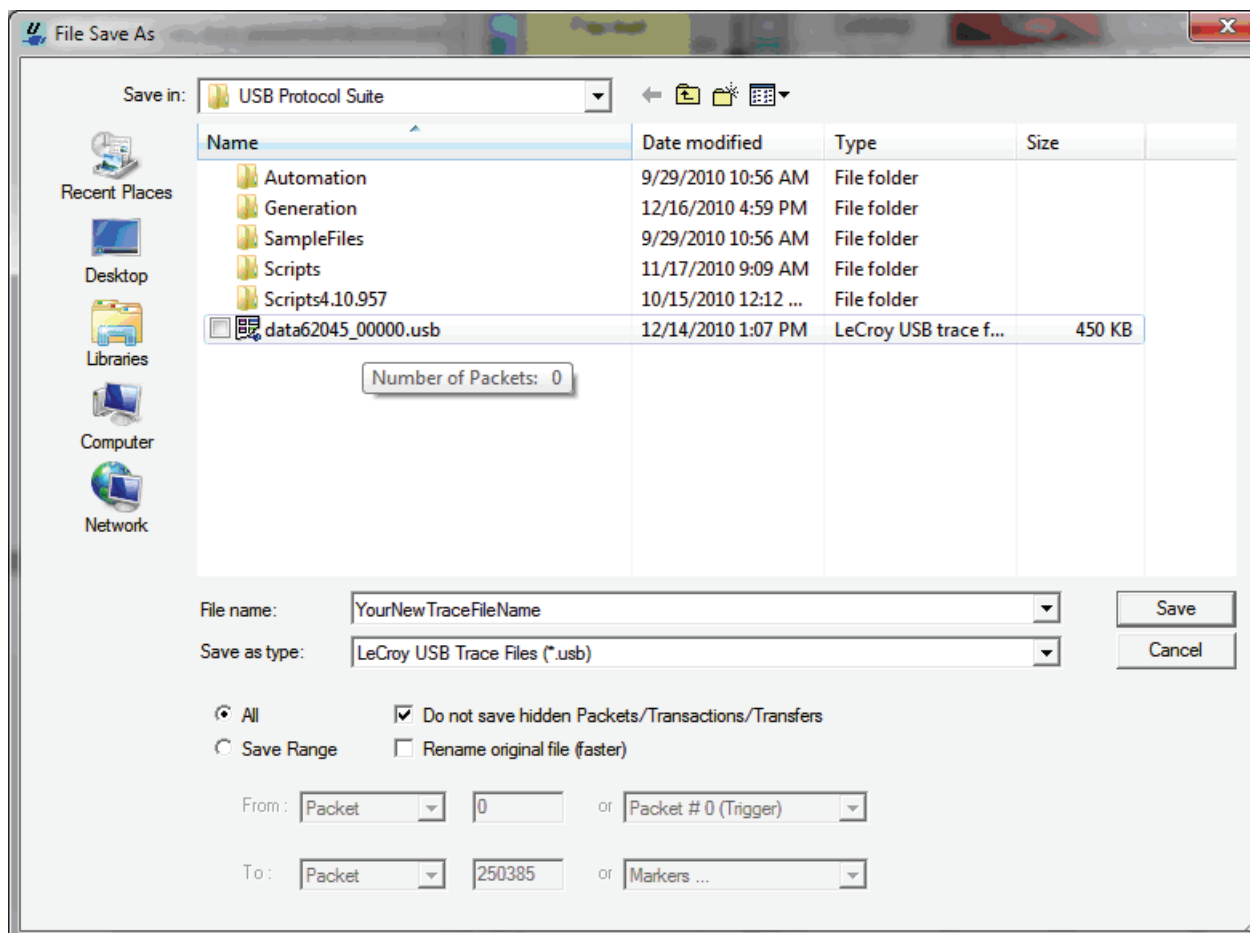 File Save As
Save in: USB Protocol Suite
Name Date modified Type Size
Recent Places
Desktop
Libraries
Computer
Network
Automation 9/29/2010 10:56 AM File folder
Generation 12/16/2010 4:59 PM File folder
SampleFiles 9/29/2010 10:56 AM File folder
Scripts 11/17/2010 9:09 AM File folder
Scripts4.10.957 10/15/2010 12:12 ... File folder
data62045_00000.usb 12/14/2010 1:07 PM LeCroy USB trace f... 450 KB
Number of Packets: 0
File name: YourNewTraceFileName Save
Save as type: LeCroy USB Trace Files (*.usb) Cancel
All Do not save hidden Packets/Transactions/Transfers
Save Range Rename original file (faster)
From : Packet 0 or Packet # 0 (Trigger)
To : Packet 250385 or Markers ...